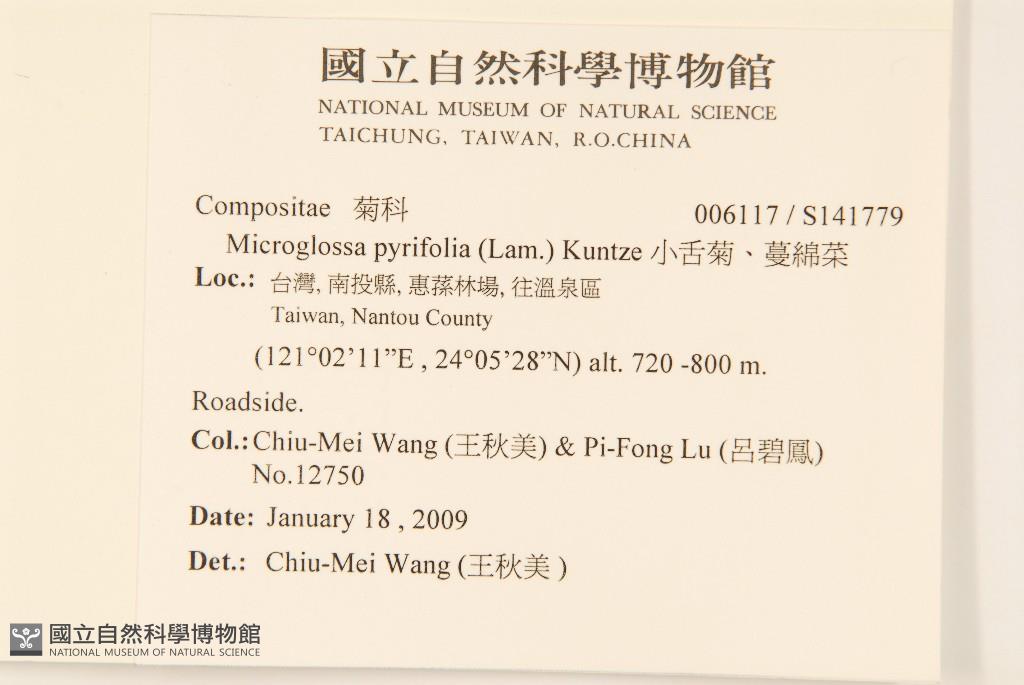 國立自然科學博物館
NATIONAL MUSEUM OF NATURAL SCIENCE
TAICHUNG, TAIWAN, R.O.CHINA
Compositae 菊科 006117 / S141779
Microglossa pyrifolia (Lam.) Kuntze 小舌菊、蔓綿菜
Loc.: 台灣, 南投縣, 惠蓀林場, 往溫泉區
Taiwan, Nantou County
(121°02’11”E , 24°05’28”N) alt. 720 -800 m.
Roadside.
Col.: Chiu-Mei Wang (王秋美) & Pi-Fong Lu (呂碧鳳)
No.12750
Date: January 18 , 2009
Det.: Chiu-Mei Wang (王秋美 )
國立自然科學博物館
NATIONAL MUSEUM OF NATURAL SCIENCE